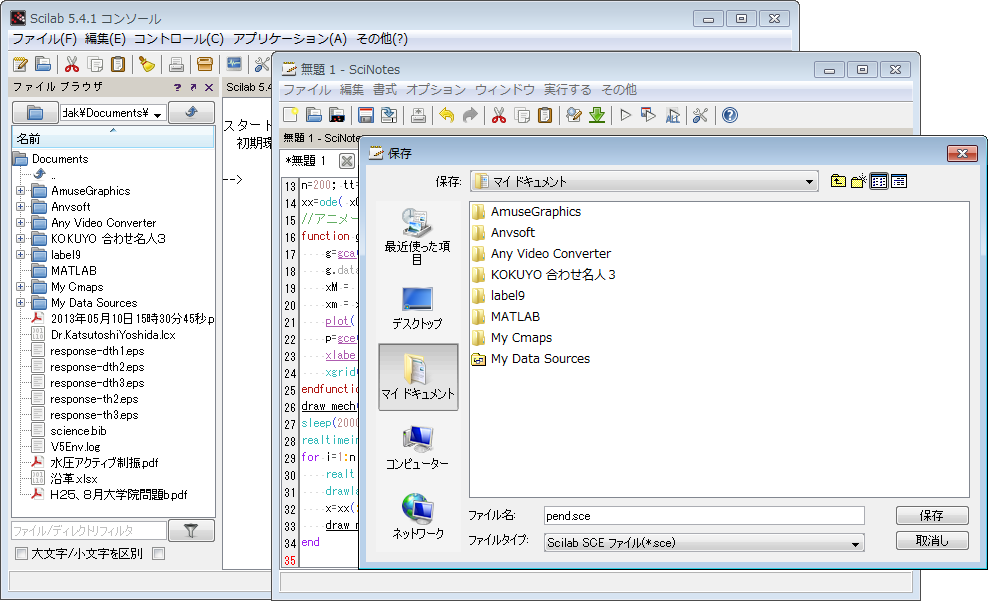 Scilab 5.4.1 コンソール
ファイル(F) 編集(E) コントロール(C) アプリケーション(A) その他(?)
ファイル ブラウザ
Scilab 5.4
スタート
初期環
-->
Jak¥Documents¥
名前
Documents
..
AmuseGraphics
Anvsoft
Any Video Converter
KOKUYO 合わせ名人3
label9
MATLAB
My Cmaps
My Data Sources
2013年05月10日15時30分45秒.p
Dr.KatsutoshiYoshida.lcx
response-dth1.eps
response-dth2.eps
response-dth3.eps
response-th2.eps
response-th3.eps
science.bib
V5Env.log
水圧アクティブ制振.pdf
沿革.xlsx
H25、8月大学院問題b.pdf
ファイル/ディレクトリフィルタ
大文字/小文字を区別
無題 1 - SciNotes
ファイル 編集 書式 オプション ウィンドウ 実行する その他
無題 1 - SciNote
*無題 1
13 n=200; tt=
14 xx=ode( x0
15 //アニメー
16 function g
17 g=gca(
18 g.data
19 xM =
20 xm = x
21 plot(
22 p=gce(
23 xlabe
24 xgrid(
25 endfunctio
26 draw_mech(
27 sleep(2000
28 realtimein
29 for i=1:n
30 realt
31 drawl
32 x=xx(:
33 draw_m
34 end
35
保存
保存:
マイ ドキュメント
最近使った項目
デスクトップ
マイ ドキュメント
コンピューター
ネットワーク
AmuseGraphics
Anvsoft
Any Video Converter
KOKUYO 合わせ名人3
label9
MATLAB
My Cmaps
My Data Sources
ファイル名:
pend.sce
保存
ファイルタイプ:
Scilab SCE ファイル(*.sce)
取消し